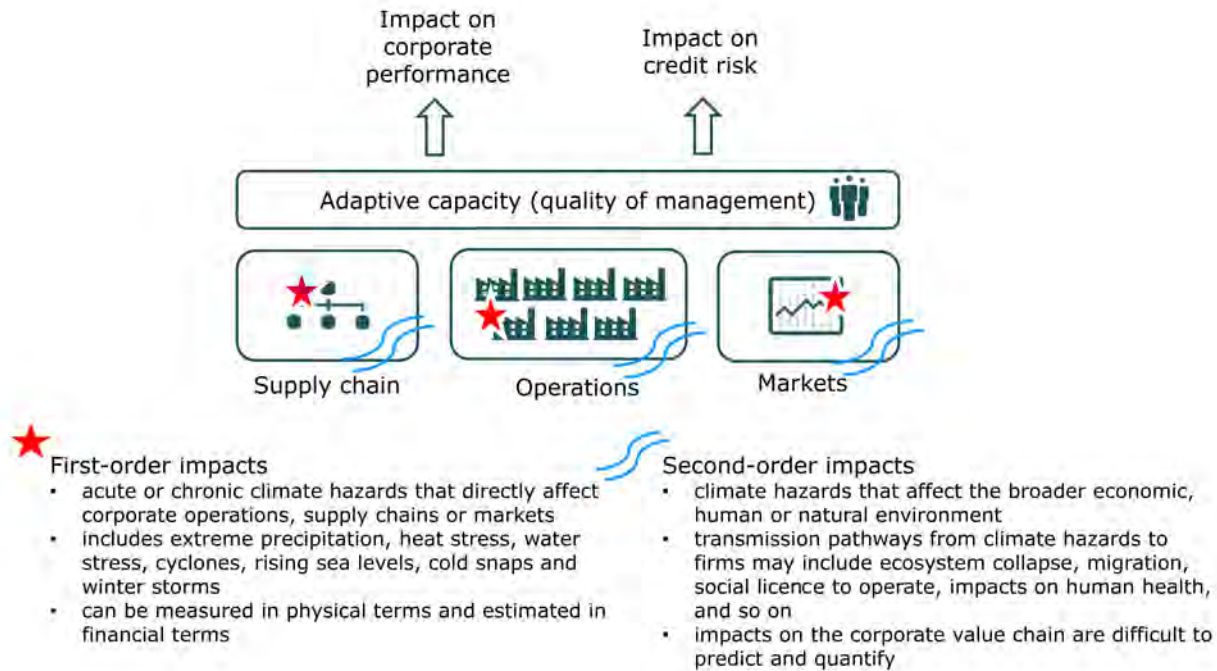 Impact on
corporate
performance
Impact on
credit risk
Adaptive capacity (quality of management)
Supply chain
Operations
Markets
First-order impacts
• acute or chronic climate hazards that directly affect
corporate operations, supply chains or markets
• includes extreme precipitation, heat stress, water
stress, cyclones, rising sea levels, cold snaps and
winter storms
• can be measured in physical terms and estimated in
financial terms
Second-order impacts
• climate hazards that affect the broader economic,
human or natural environment
• transmission pathways from climate hazards to
firms may include ecosystem collapse, migration,
social licence to operate, impacts on human health,
and so on
• impacts on the corporate value chain are difficult to
predict and quantify